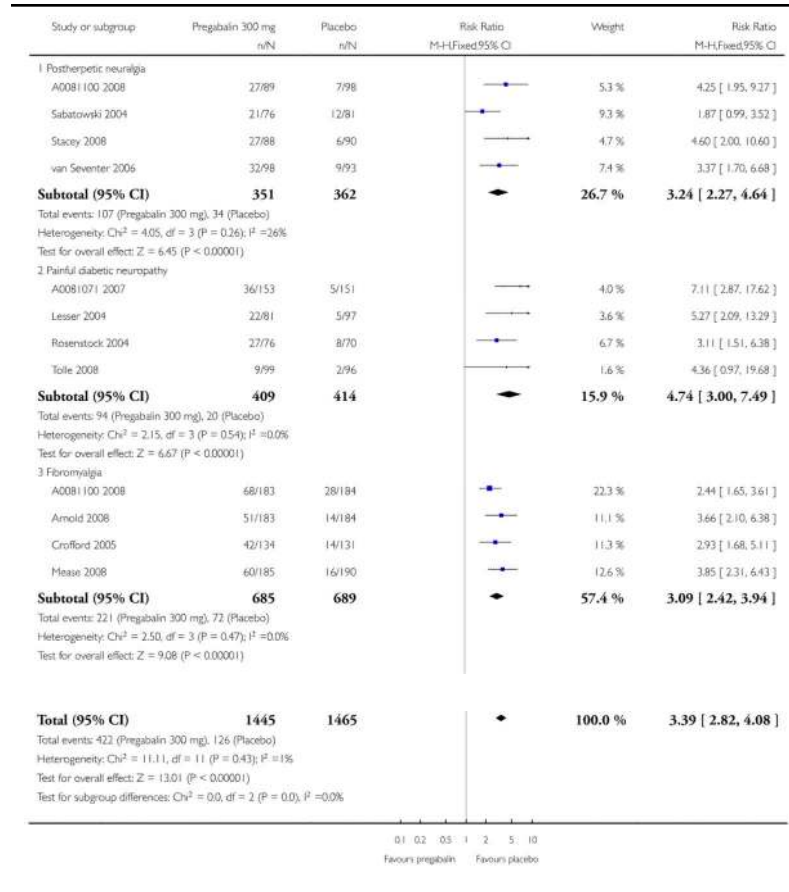 Study or subgroup Pregabalin 300 mg Placebo Risk Ratio Weight Risk Ratio
n/N n/N M-H,Fixed,95% CI M-H,Fixed,95% CI
1 Postherpetic neuralgia
A0081100 2008 27/89 7/98 5.3 % 4.25 [ 1.95, 9.27 ]
Sabatowski 2004 21/76 12/81 9.3 % 1.87 [ 0.99, 3.52 ]
Stacey 2008 27/88 6/90 4.7 % 4.60 [ 2.00, 10.60 ]
van Seventer 2006 32/98 9/93 7.4 % 3.37 [ 1.70, 6.68 ]
Subtotal (95% CI) 351 362 26.7 % 3.24 [ 2.27, 4.64 ]
Total events: 107 (Pregabalin 300 mg), 34 (Placebo)
Heterogeneity: Chi² = 4.05, df = 3 (P = 0.26); I² =26%
Test for overall effect: Z = 6.45 (P < 0.00001)
2 Painful diabetic neuropathy
A0081071 2007 36/153 5/151 4.0 % 7.11 [ 2.87, 17.62 ]
Lesser 2004 22/81 5/97 3.6 % 5.27 [ 2.09, 13.29 ]
Rosenstock 2004 27/76 8/70 6.7 % 3.11 [ 1.51, 6.38 ]
Tolle 2008 9/99 2/96 1.6 % 4.36 [ 0.97, 19.68 ]
Subtotal (95% CI) 409 414 15.9 % 4.74 [ 3.00, 7.49 ]
Total events: 94 (Pregabalin 300 mg), 20 (Placebo)
Heterogeneity: Chi² = 2.15, df = 3 (P = 0.54); I² =0.0%
Test for overall effect: Z = 6.67 (P < 0.00001)
3 Fibromyalgia
A0081100 2008 68/183 28/184 22.3 % 2.44 [ 1.65, 3.61 ]
Arnold 2008 51/183 14/184 11.1 % 3.66 [ 2.10, 6.38 ]
Crofford 2005 42/134 14/131 11.3 % 2.93 [ 1.68, 5.11 ]
Mease 2008 60/185 16/190 12.6 % 3.85 [ 2.31, 6.43 ]
Subtotal (95% CI) 685 689 57.4 % 3.09 [ 2.42, 3.94 ]
Total events: 221 (Pregabalin 300 mg), 72 (Placebo)
Heterogeneity: Chi² = 2.50, df = 3 (P = 0.47); I² =0.0%
Test for overall effect: Z = 9.08 (P < 0.00001)
Total (95% CI) 1445 1465 100.0 % 3.39 [ 2.82, 4.08 ]
Total events: 422 (Pregabalin 300 mg), 126 (Placebo)
Heterogeneity: Chi² = 11.11, df = 11 (P = 0.43); I² =1%
Test for overall effect: Z = 13.01 (P < 0.00001)
Test for subgroup differences: Chi² = 0.0, df = 2 (P = 0.0), I² =0.0%
0.1 0.2 0.5 1 2 5 10
Favours pregabalin Favours placebo